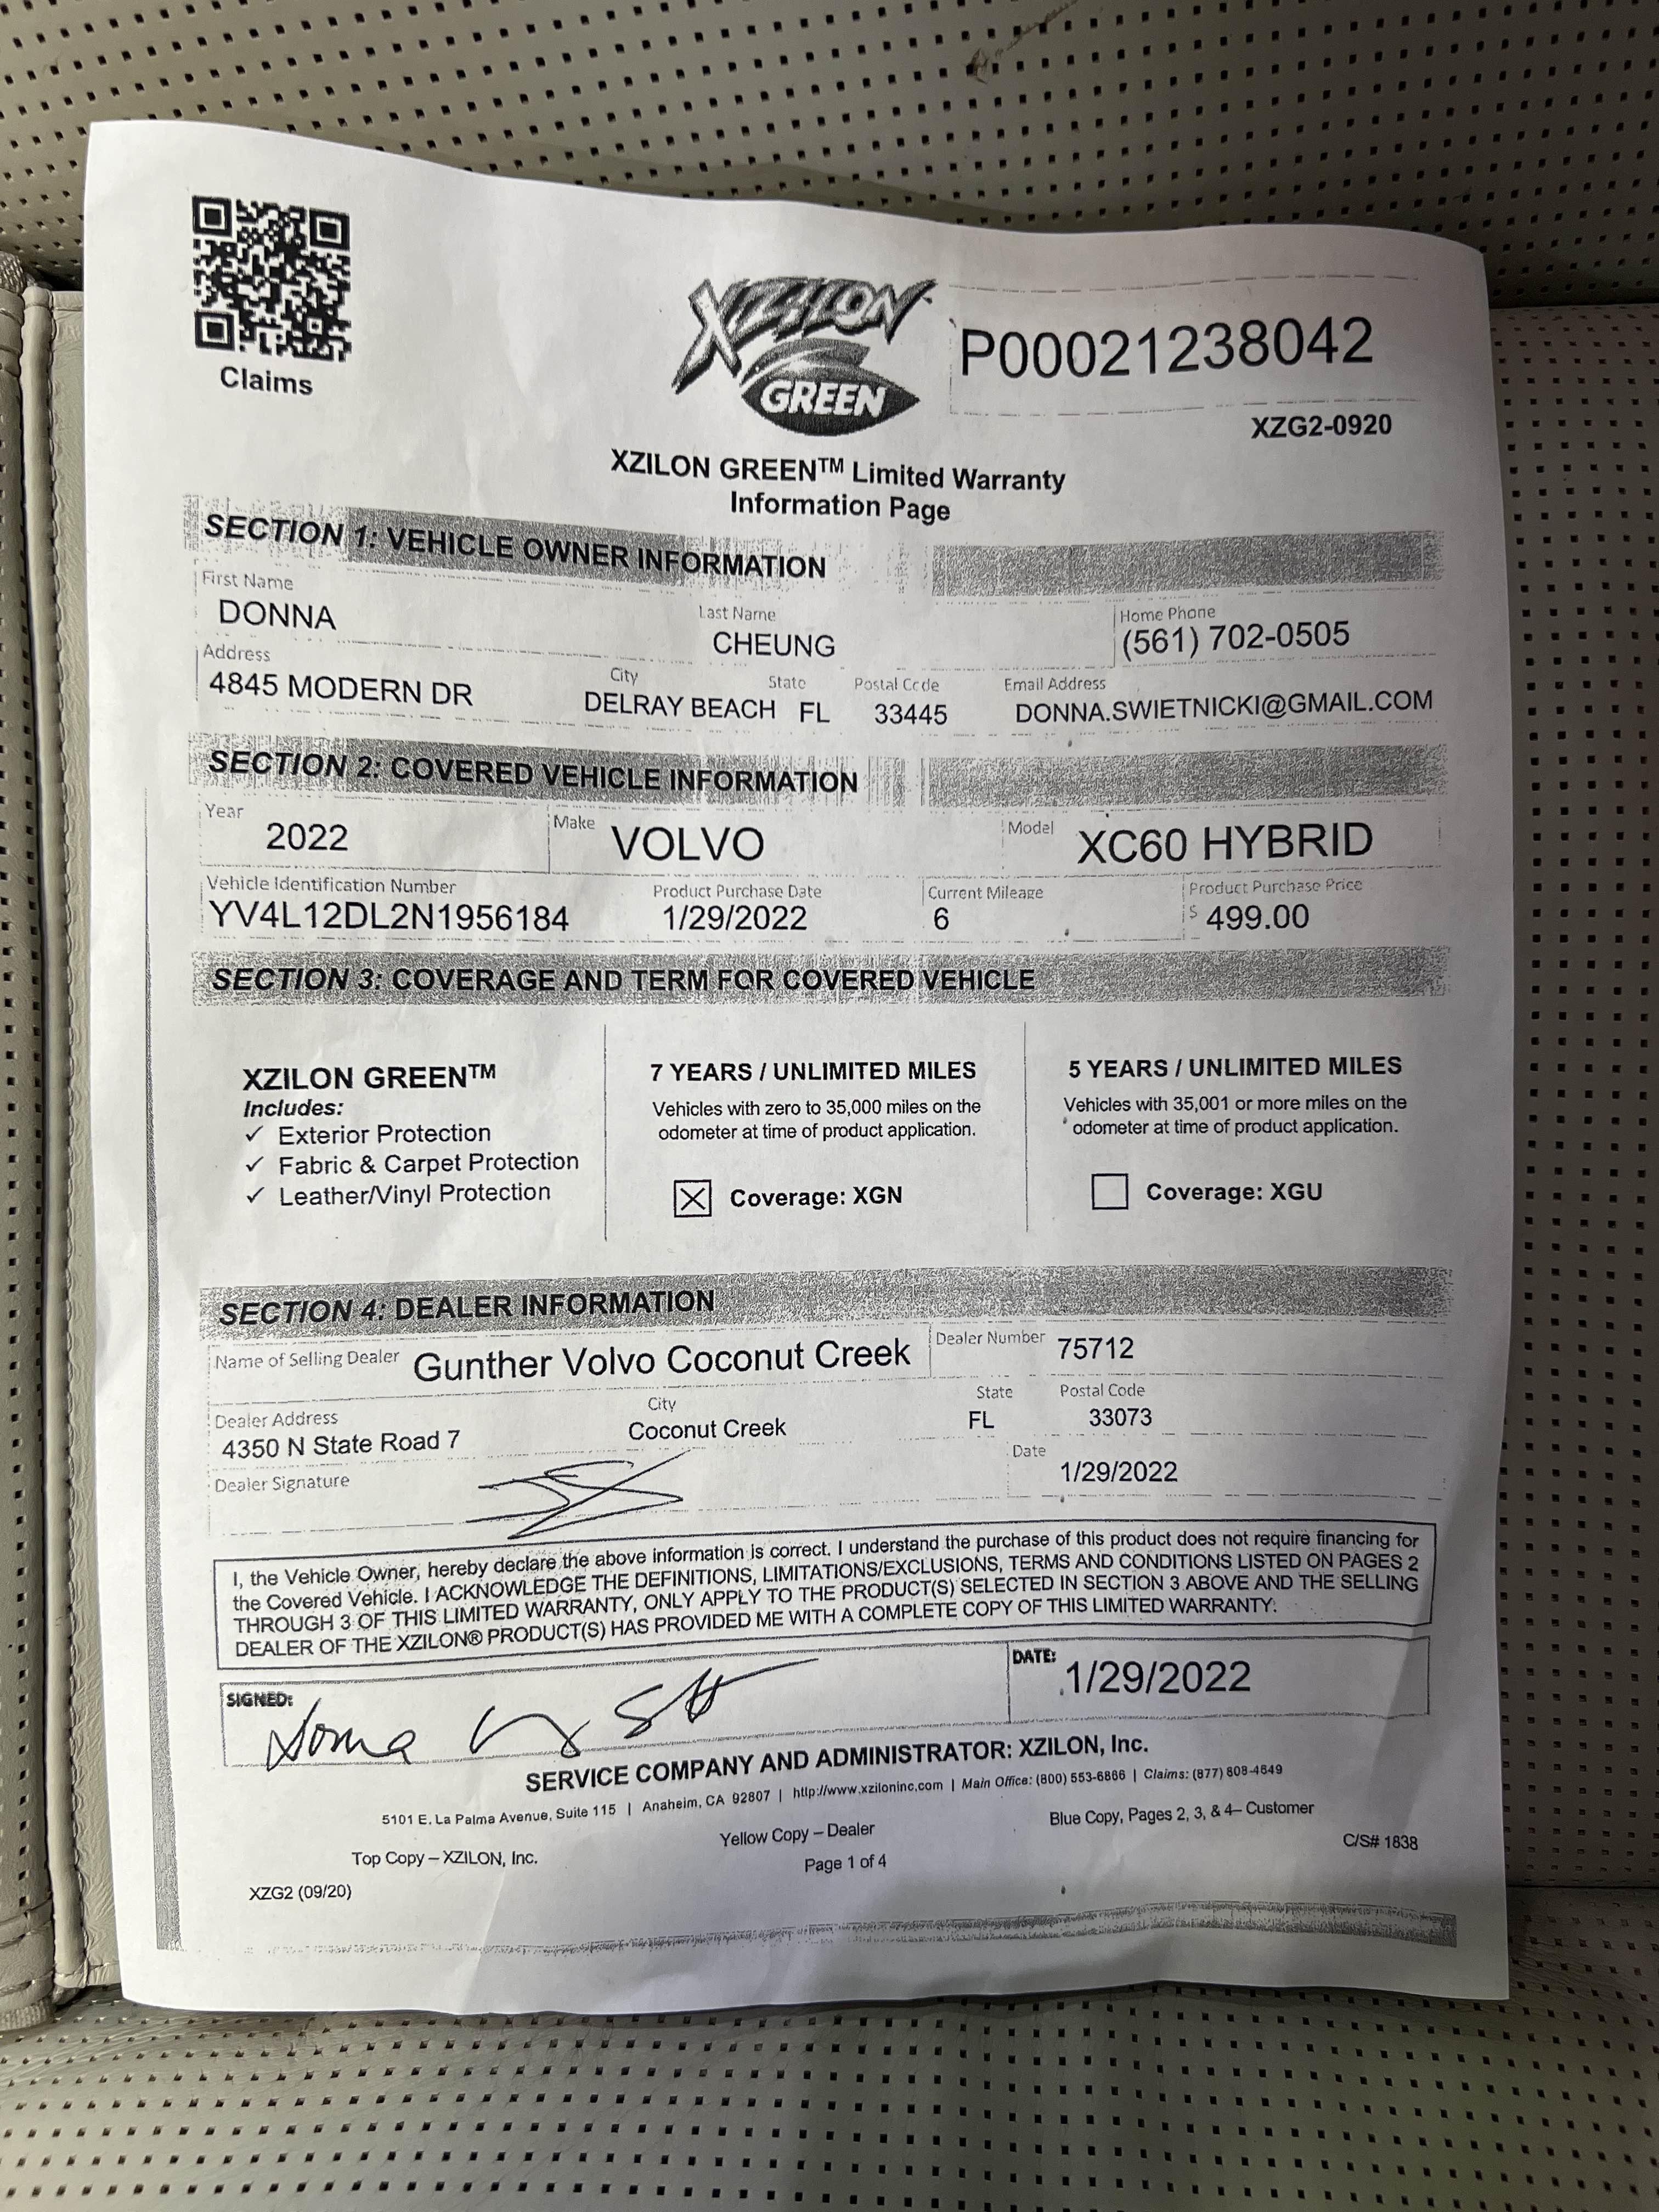 Claims
XZILON
GREEN
P00021238042
XZG2-0920
XZILON GREEN™ Limited Warranty
Information Page
SECTION 1: VEHICLE OWNER INFORMATION
First Name
DONNA
Last Name
CHEUNG
Home Phone
(561) 702-0505
Address
4845 MODERN DR
City
DELRAY BEACH
State
FL
Postal Code
33445
Email Address
DONNA.SWIETNICKI@GMAIL.COM
SECTION 2: COVERED VEHICLE INFORMATION
Year
2022
Make
VOLVO
Model
XC60 HYBRID
Vehicle Identification Number
YV4L12DL2N1956184
Product Purchase Date
1/29/2022
Current Mileage
6
Product Purchase Price
$ 499.00
SECTION 3: COVERAGE AND TERM FOR COVERED VEHICLE
XZILON GREEN™
Includes:
✓ Exterior Protection
✓ Fabric & Carpet Protection
✓ Leather/Vinyl Protection
7 YEARS / UNLIMITED MILES
Vehicles with zero to 35,000 miles on the
odometer at time of product application.
☒ Coverage: XGN
5 YEARS / UNLIMITED MILES
Vehicles with 35,001 or more miles on the
odometer at time of product application.
☐ Coverage: XGU
SECTION 4: DEALER INFORMATION
Name of Selling Dealer Gunther Volvo Coconut Creek
Dealer Number 75712
Dealer Address
4350 N State Road 7
City
Coconut Creek
State
FL
Postal Code
33073
Dealer Signature
Date
1/29/2022
I, the Vehicle Owner, hereby declare the above information is correct. I understand the purchase of this product does not require financing for
the Covered Vehicle. I ACKNOWLEDGE THE DEFINITIONS, LIMITATIONS/EXCLUSIONS, TERMS AND CONDITIONS LISTED ON PAGES 2
THROUGH 3 OF THIS LIMITED WARRANTY, ONLY APPLY TO THE PRODUCT(S) SELECTED IN SECTION 3 ABOVE AND THE SELLING
DEALER OF THE XZILON® PRODUCT(S) HAS PROVIDED ME WITH A COMPLETE COPY OF THIS LIMITED WARRANTY.
SIGNED:
DATE:
1/29/2022
SERVICE COMPANY AND ADMINISTRATOR: XZILON, Inc.
5101 E. La Palma Avenue, Suite 115 | Anaheim, CA 92807 | http://www.xziloninc.com | Main Office: (800) 553-6866 | Claims: (877) 808-4649
Top Copy – XZILON, Inc.
Yellow Copy – Dealer
Blue Copy, Pages 2, 3, & 4– Customer
Page 1 of 4
C/S# 1838
XZG2 (09/20)